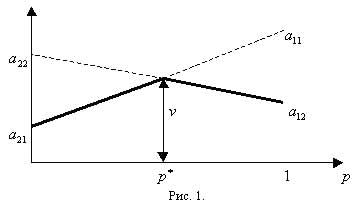 a₁₁
a₂₂
v
a₁₂
a₂₁
p* 1 p
Рис. 1.